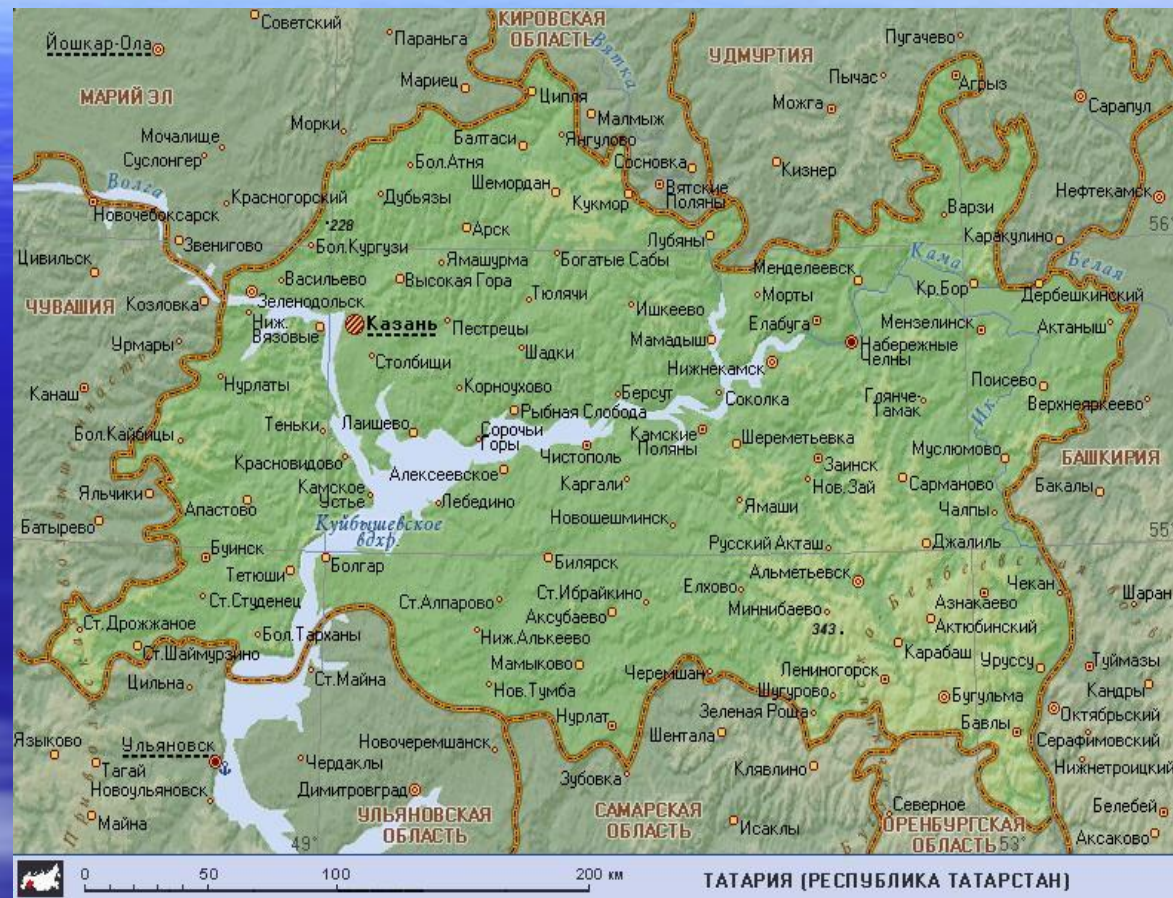 Советский
КИРОВСКАЯ
ОБЛАСТЬ
Йошкар-Ола
Параньга
Вятка
УДМУРТИЯ
Пугачево
Мариец
Пычас
Агрыз
МАРИЙ ЭЛ
Ципля
Можга
Сарапул
Морки
Малмыж
Мочалище
Балтаси
Янгулово
Суслонгер
Бол.Атня
Сосновка
Кизнер
Волга
Красногорский
Дубьязы
Шемордан
Кукмор
Вятские
Поляны
Нефтекамск
Новочебоксарск
Варзи
228
Арск
56
Звенигово
Бол.Кургузи
Лубяны
Каракулино
Цивильск
Васильево
Ямашурма
Богатые Сабы
Менделеевск
Кама
Белая
Высокая Гора
Кр.Бор
Дербешкинский
ЧУВАШИЯ
Козловка
Зеленодольск
Тюлячи
Ишкеево
Морты
Ниж.
Вязовые
Казань
Пестрецы
Елабуга
Мензелинск
Актаныш
Урмары
Мамадыш
Набережные
Челны
Столбищи
Шадки
Нижнекамск
Канаш
Нурлаты
Корноухово
Берсут
Соколка
Глянче-
Тамак
Поисево
Верхнеяркеево
Ик
Рыбная Слобода
Теньки
Лаишево
Сорочьи
Горы
Камские
Поляны
Шереметьевка
Бол.Кайбицы
Чистополь
Муслюмово
Красновидово
Алексеевское
Заинск
БАШКИРИЯ
Яльчики
Камское
Устье
Каргали
Нов.Зай
Сарманово
Бакалы
Апастово
Лебедино
Ямаши
Чалпы
Батырево
Куйбышевское
вдхр.
Новошешминск
55
Буинск
Русский Акташ
Джалиль
Тетюши
Болгар
Билярск
Альметьевск
Чекан
Ст.Студенец
Ст.Алпарово
Ст.Ибрайкино
Елхово
Азнакаево
Шаран
Аксубаево
Миннибаево
Ст.Дрожжаное
Актюбинский
343
Бол.Тарханы
Ниж.Алькеево
Карабаш
Ст.Шаймурзино
Мамыково
Черемшан
Лениногорск
Уруссу
Туймазы
Цильна
Ст.Майна
Нов.Тумба
Шугурово
Бугульма
Кандры
Зеленая Роща
Октябрьский
Нурлат
Бавлы
Языково
Ульяновск
Новочеремшанск
Шентала
Серафимовский
Тагай
Чердаклы
Зубовка
Клявлино
Нижнетроицкий
Новоульяновск
Димитровград
Майна
УЛЬЯНОВСКАЯ
ОБЛАСТЬ
САМАРСКАЯ
ОБЛАСТЬ
Северное
ОРЕНБУРГСКАЯ
ОБЛАСТЬ
Белебей
Исаклы
Аксаково
49°
53°
0 50 100 200 км
ТАТАРИЯ (РЕСПУБЛИКА ТАТАРСТАН)